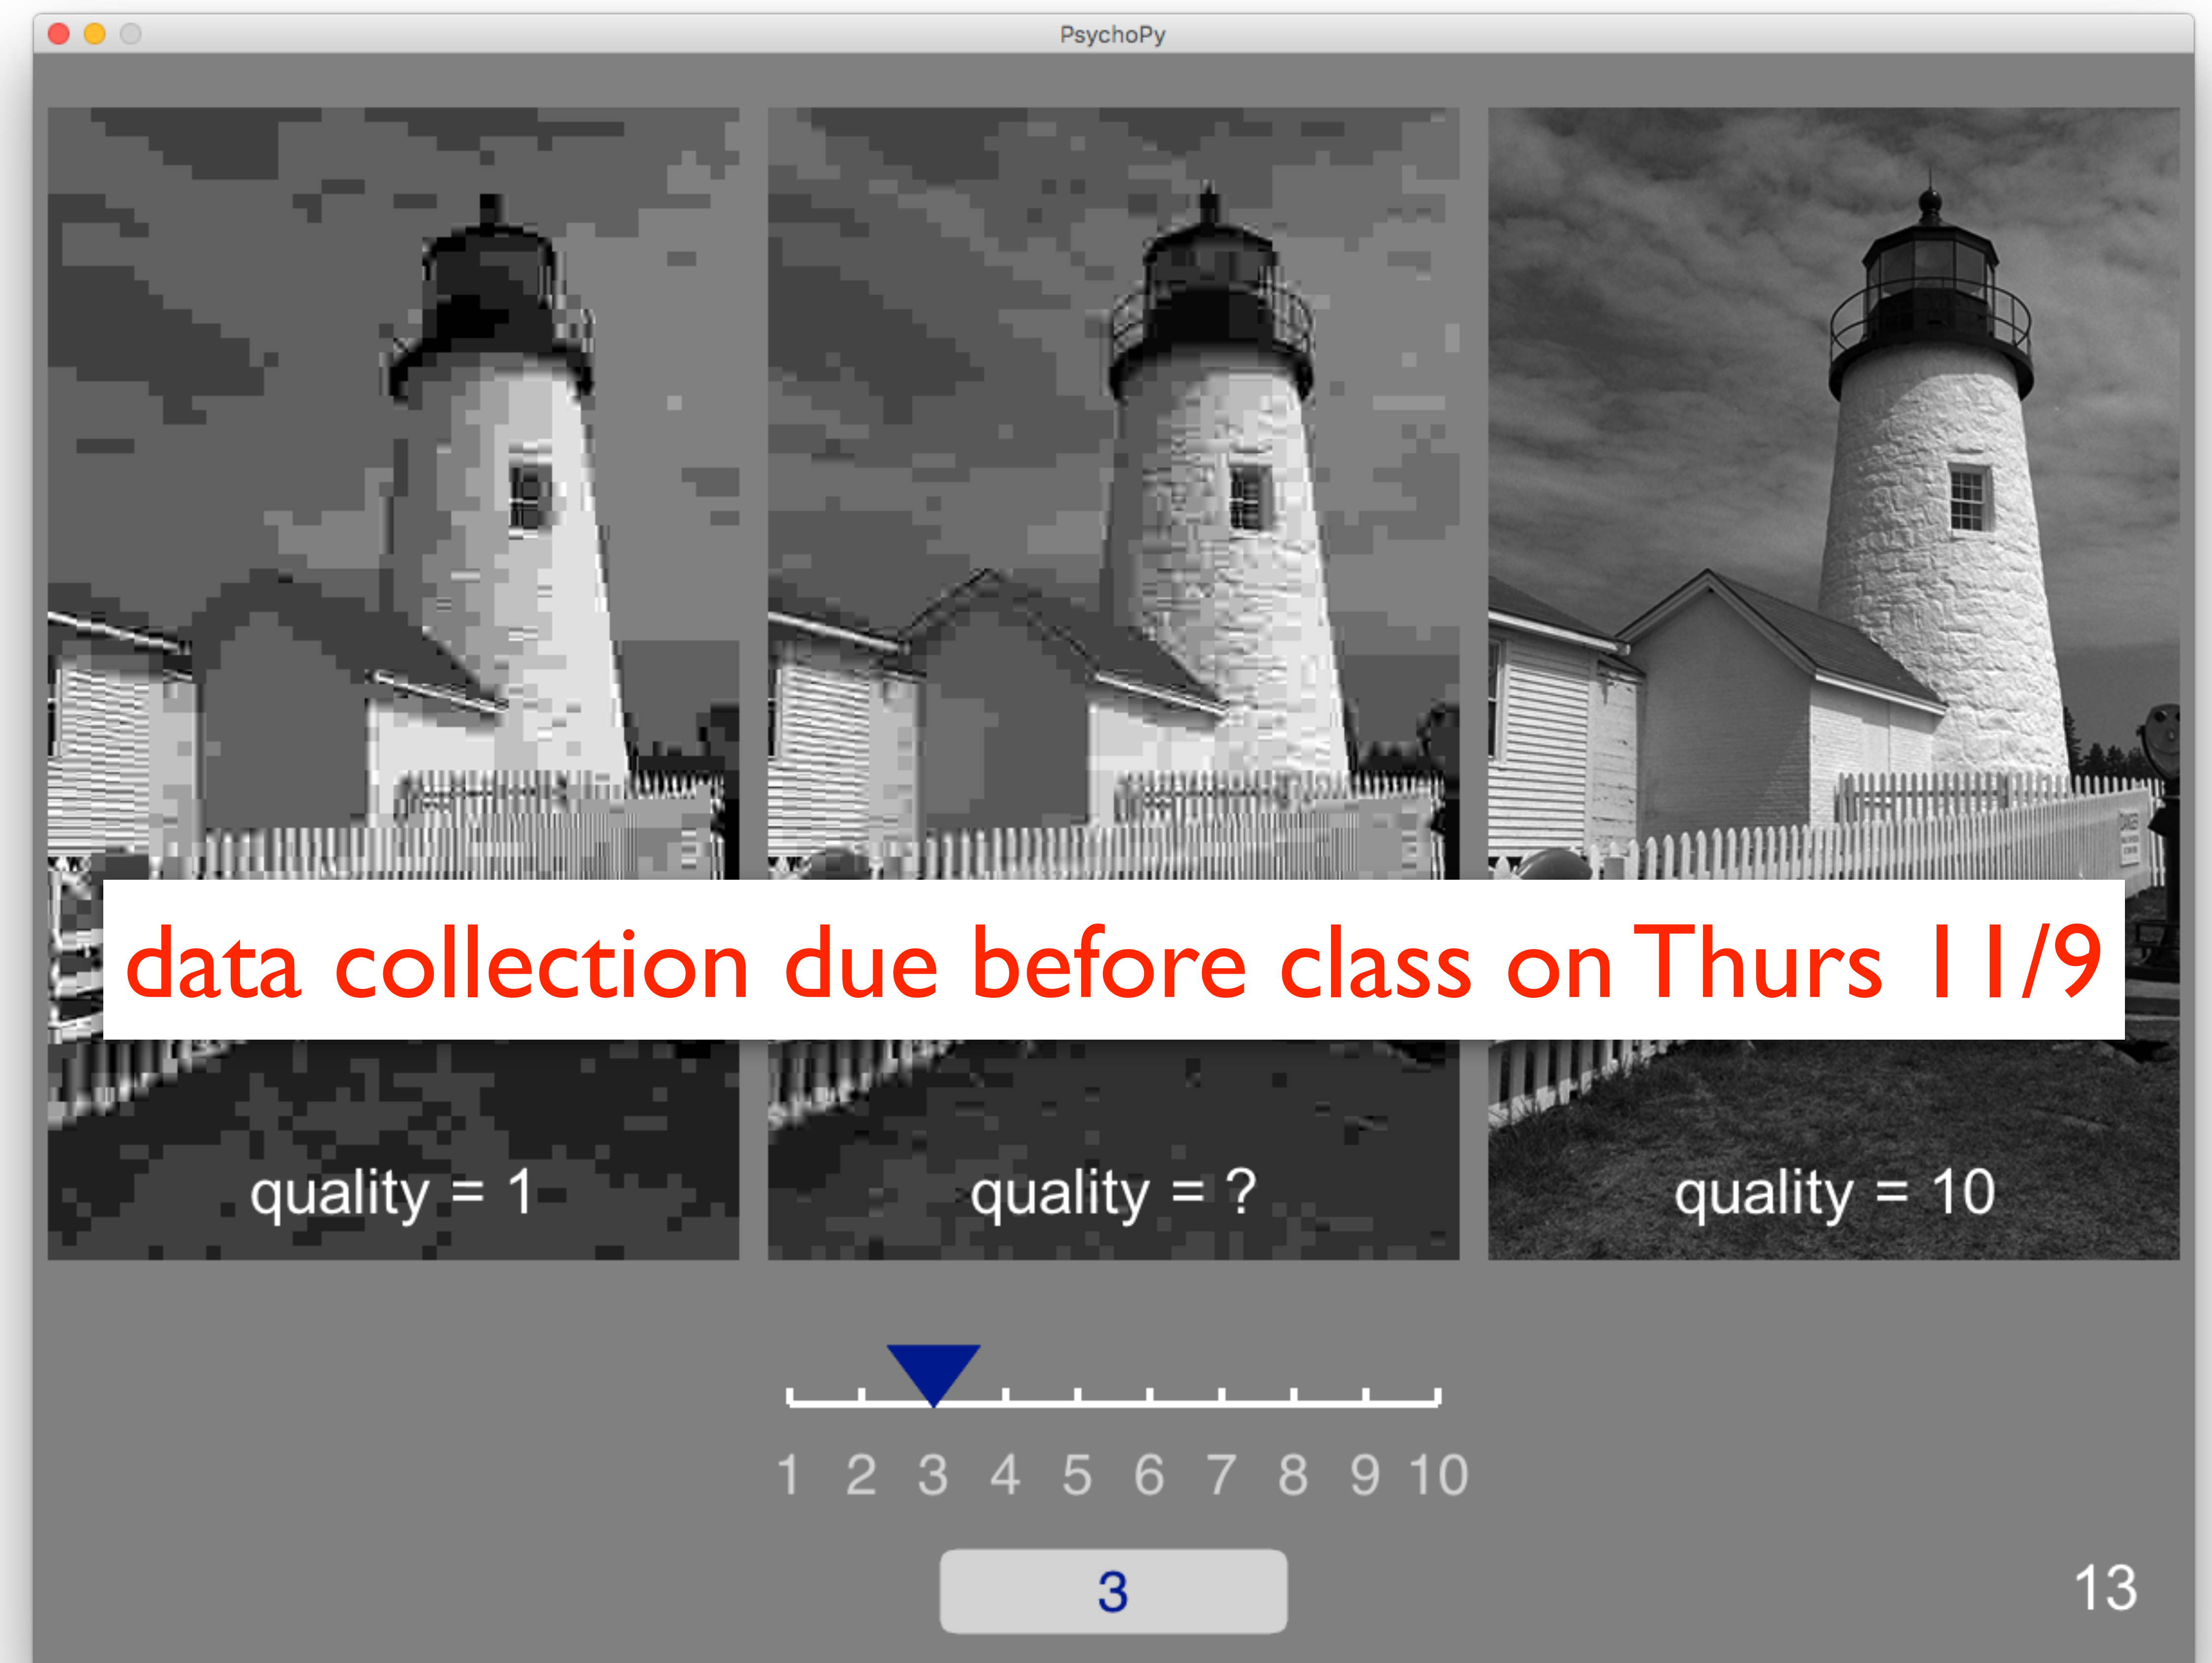 PsychoPy
data collection due before class on Thurs 11/9
quality = 1
quality = ?
quality = 10
1 2 3 4 5 6 7 8 9 10
3
13